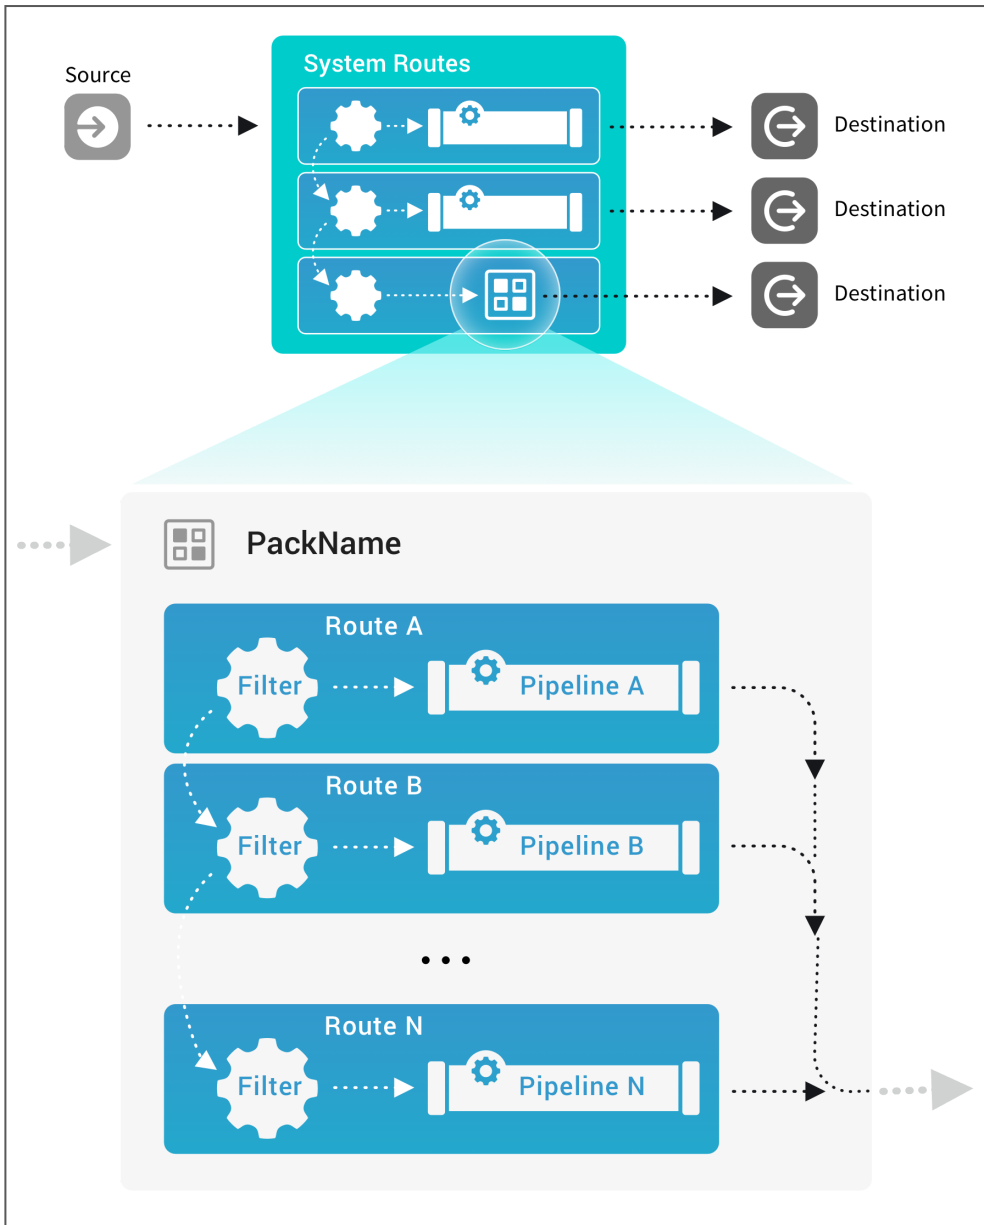 Source
System Routes
Destination
Destination
Destination
PackName
Route A
Filter
Pipeline A
Route B
Filter
Pipeline B
...
Route N
Filter
Pipeline N